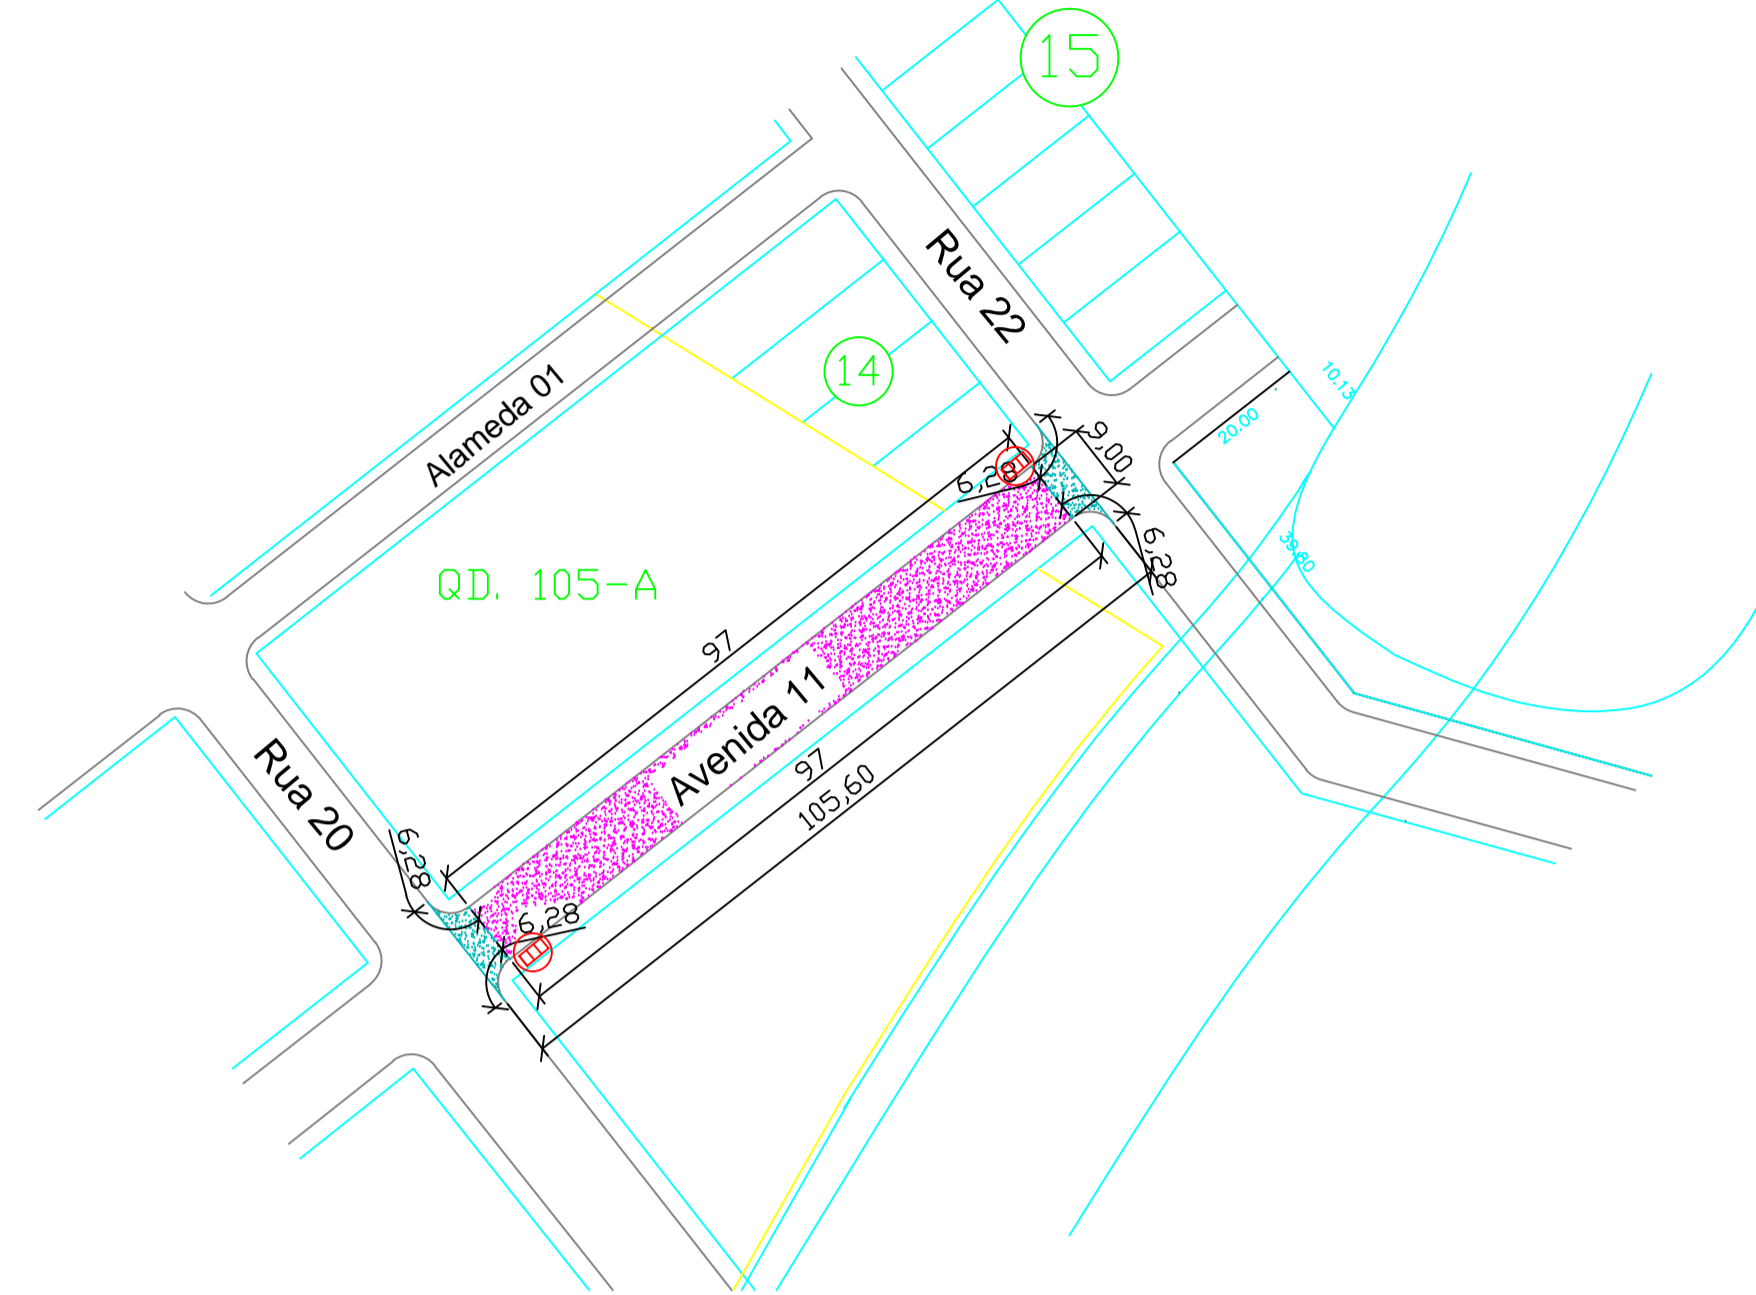 15
Rua 22
14
Alameda 01
10.13
20.00
9,00
6,28
6,28
39,80
QD. 105-A
97
Avenida 11
97
105,60
Rua 20
6,28
6,28